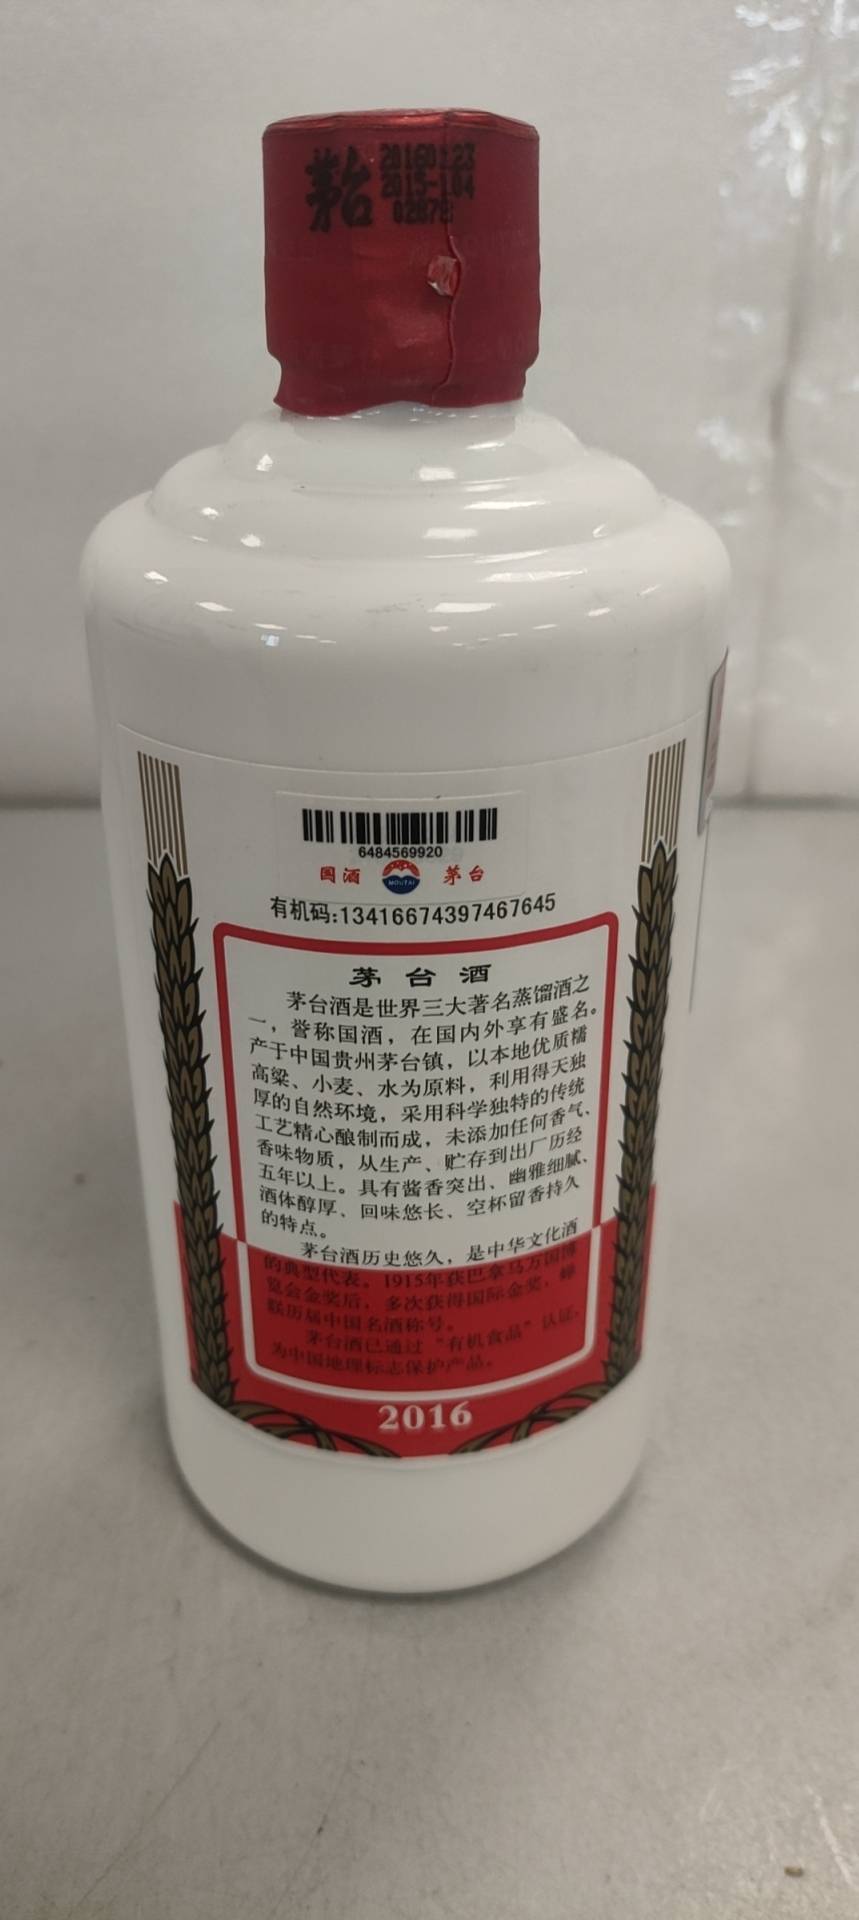 茅台
2015-104
6484569920
国酒 MOUTAI 茅台
有机码:13416674397467645
茅台酒
茅台酒是世界三大著名蒸馏酒之
一，誉称国酒，在国内外享有盛名。
产于中国贵州茅台镇，以本地优质糯
高粱、小麦、水为原料，利用得天独
厚的自然环境，采用科学独特的传统
工艺精心酿制而成，未添加任何香气、
香味物质，从生产、贮存到出厂历经
五年以上。具有酱香突出、幽雅细腻、
酒体醇厚、回味悠长、空杯留香持久
的特点。
茅台酒历史悠久，是中华文化酒
的典型代表。1915年获巴拿马万国博
览会金奖后，多次获得国际金奖，蝉
联历届中国名酒称号。
茅台酒已通过“有机食品”认证，
为中国地理标志保护产品。
2016